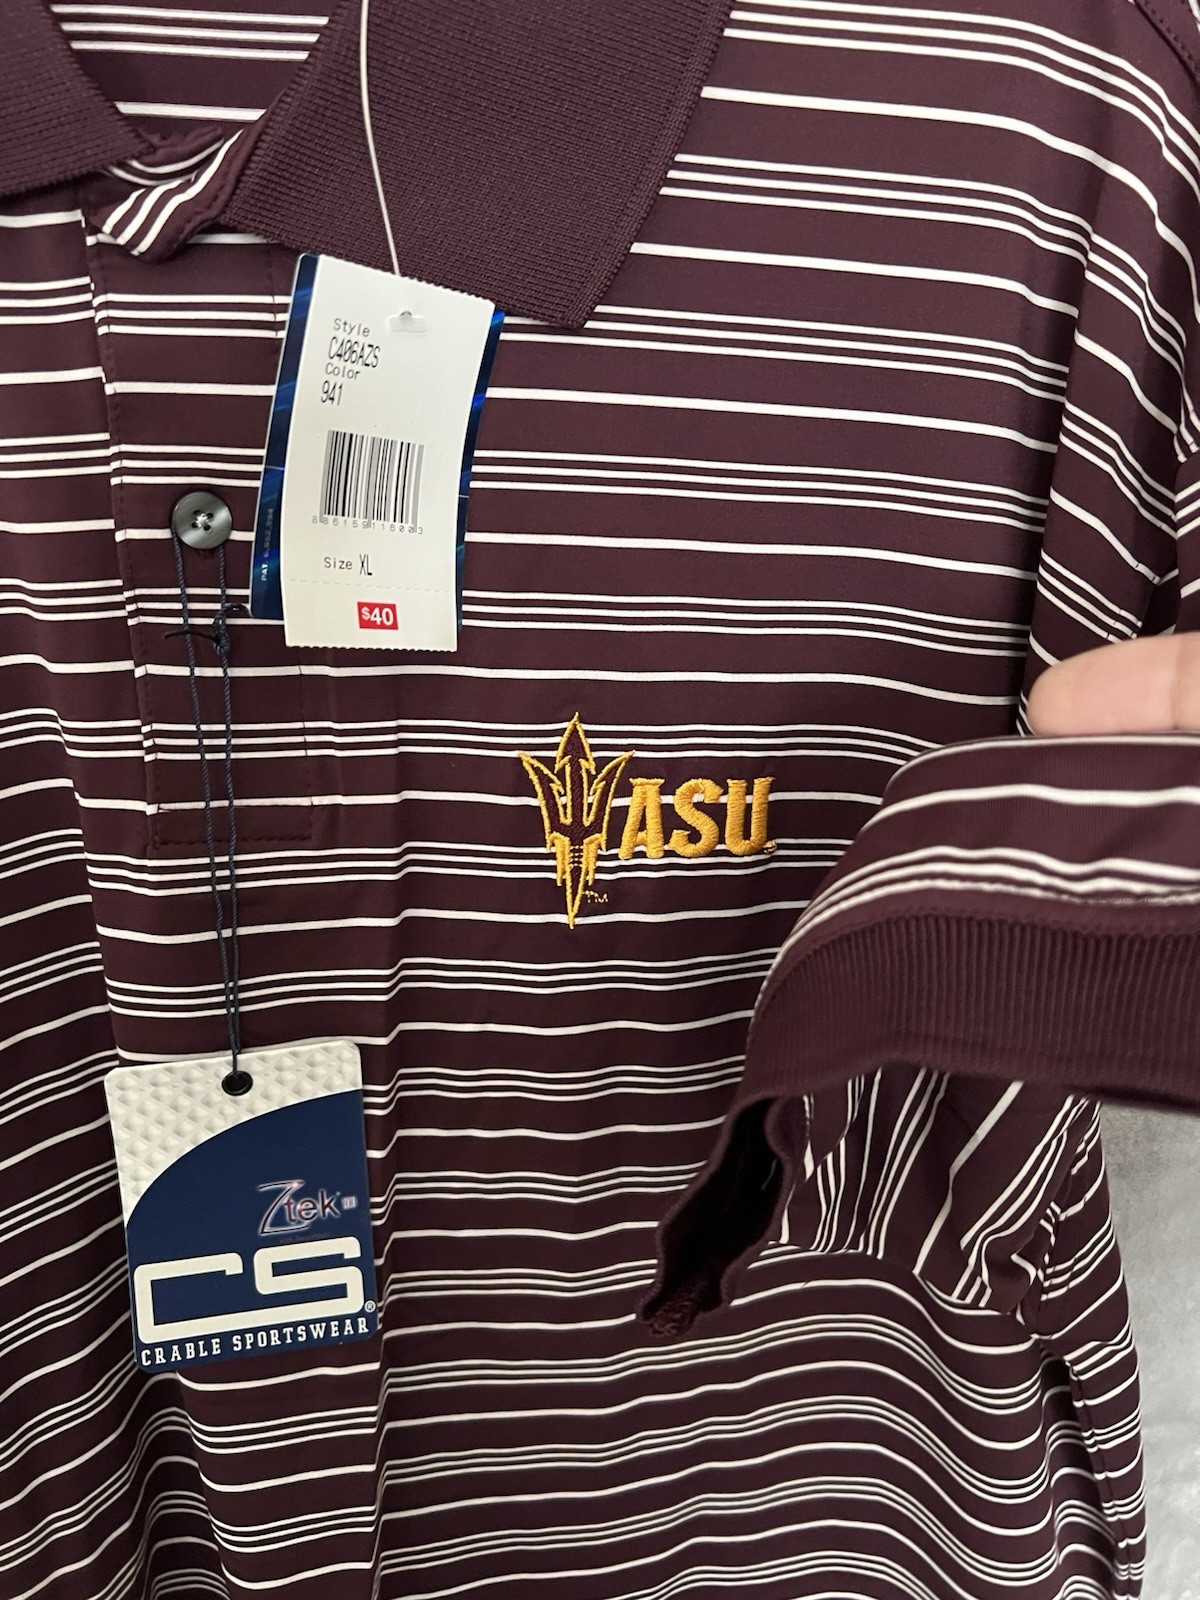 Style
C406AZS
Color
941
Size XL
$40
ASU
TM
Ztek
CS®
CRABLE SPORTSWEAR